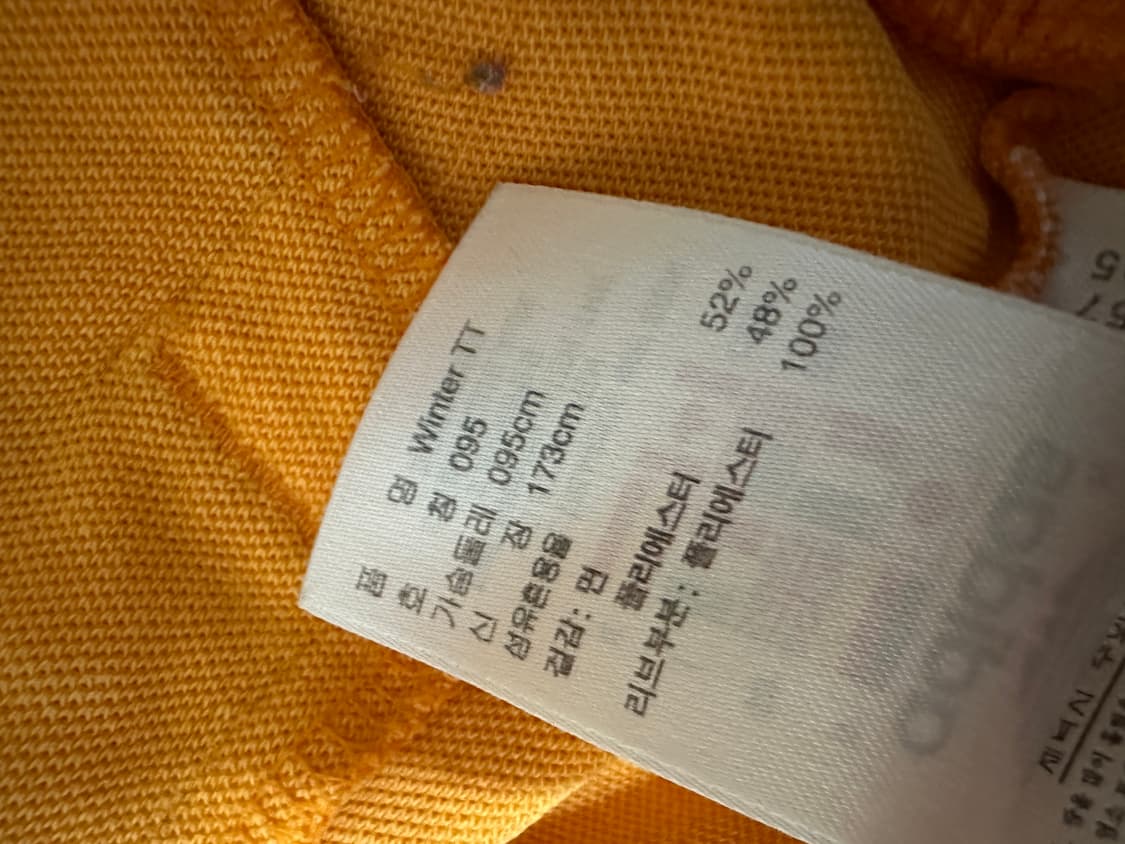 품 명 Winter TT
호 칭 095
가슴둘레 095cm
신 장 173cm
섬유혼용율
겉감: 면 52%
폴리에스터 48%
리브부분: 폴리에스터 100%